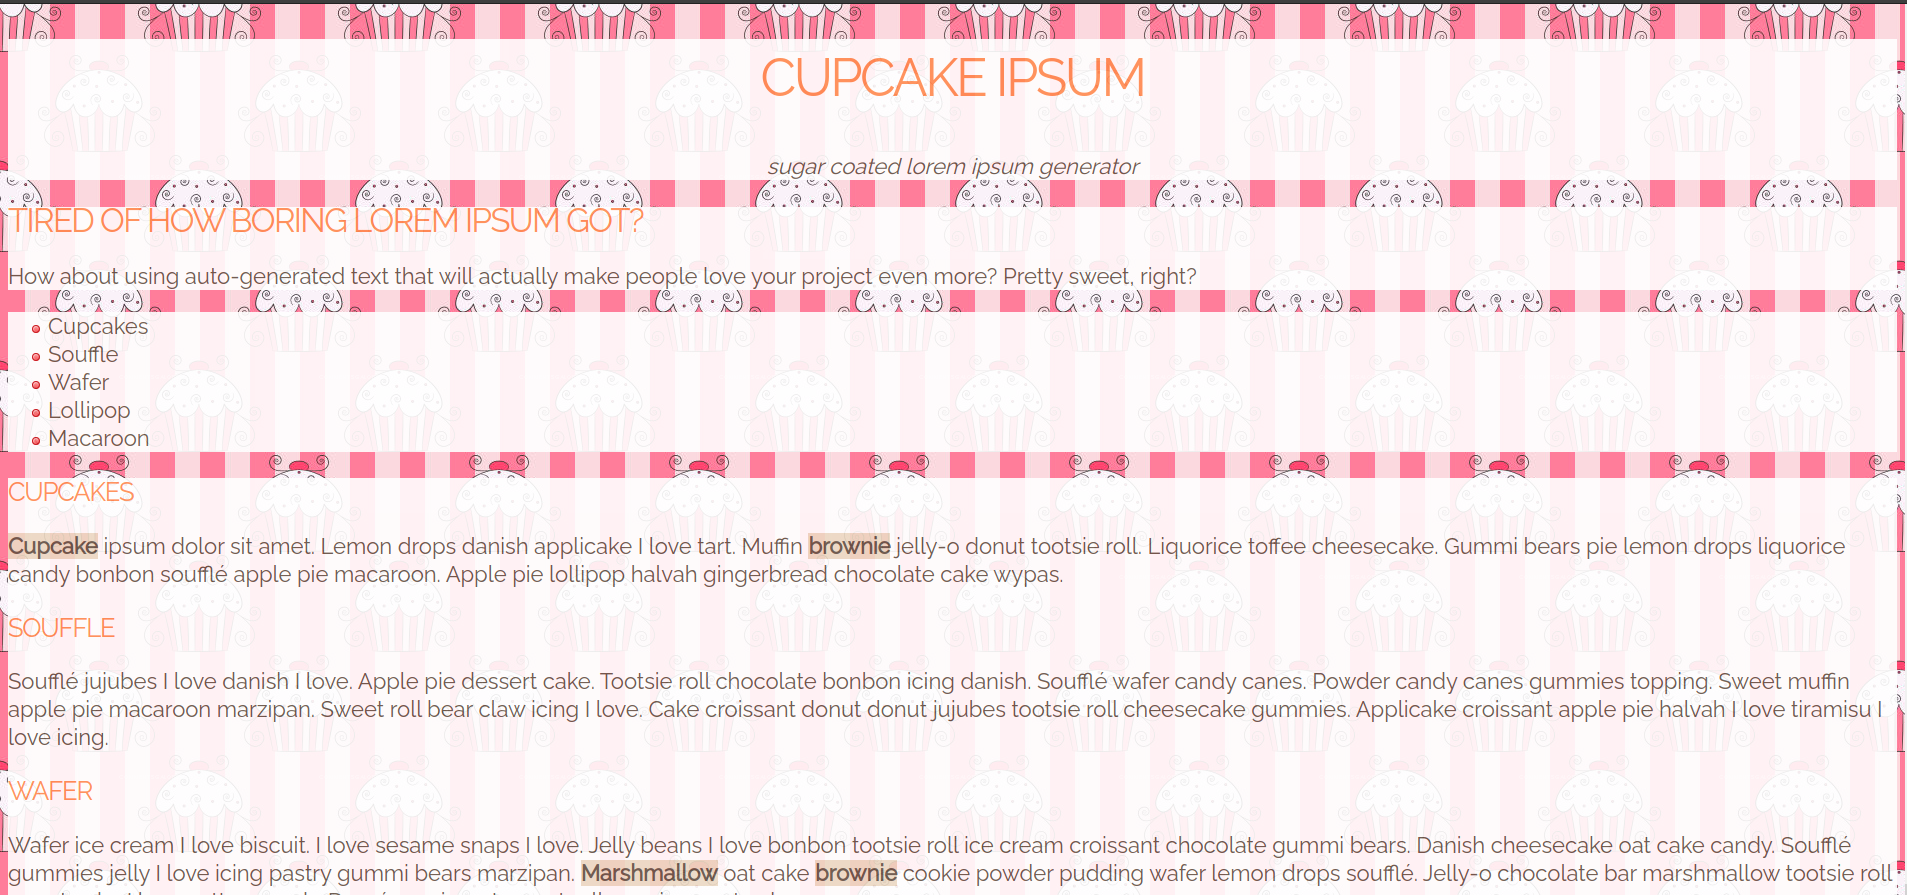 CUPCAKE IPSUM
sugar coated lorem ipsum generator
TIRED OF HOW BORING LOREM IPSUM GOT?
How about using auto-generated text that will actually make people love your project even more? Pretty sweet, right?
Cupcakes
Souffle
Wafer
Lollipop
Macaroon
CUPCAKES
Cupcake ipsum dolor sit amet. Lemon drops danish applicake I love tart. Muffin brownie jelly-o donut tootsie roll. Liquorice toffee cheesecake. Gummi bears pie lemon drops liquorice
candy bonbon soufflé apple pie macaroon. Apple pie lollipop halvah gingerbread chocolate cake wypas.
SOUFFLE
Soufflé jujubes I love danish I love. Apple pie dessert cake. Tootsie roll chocolate bonbon icing danish. Soufflé wafer candy canes. Powder candy canes gummies topping. Sweet muffin
apple pie macaroon marzipan. Sweet roll bear claw icing I love. Cake croissant donut donut jujubes tootsie roll cheesecake gummies. Applicake croissant apple pie halvah I love tiramisu I
love icing.
WAFER
Wafer ice cream I love biscuit. I love sesame snaps I love. Jelly beans I love bonbon tootsie roll ice cream croissant chocolate gummi bears. Danish cheesecake oat cake candy. Soufflé
gummies jelly I love icing pastry gummi bears marzipan. Marshmallow oat cake brownie cookie powder pudding wafer lemon drops soufflé. Jelly-o chocolate bar marshmallow tootsie roll